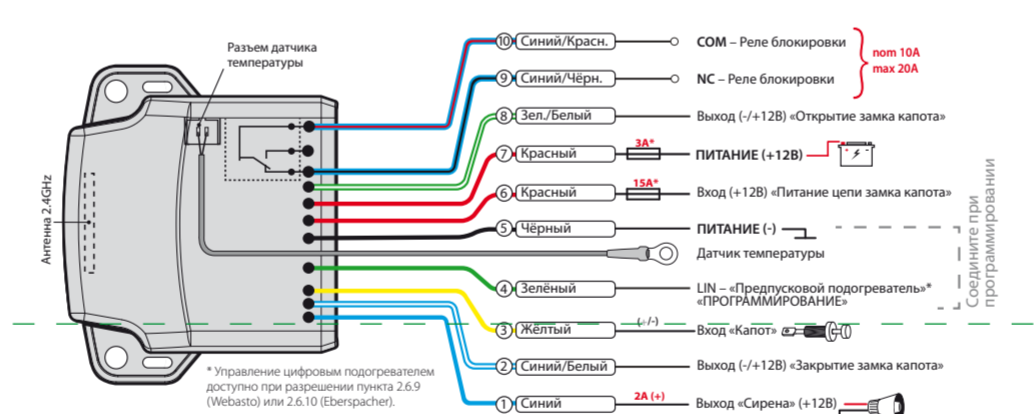 Разъем датчика
температуры
Антенна 2.4GHz
10 Синий/Красн. COM – Реле блокировки
nom 10A
max 20A
9 Синий/Чёрн. NC – Реле блокировки
8 Зел./Белый Выход (-/+12В) «Открытие замка капота»
7 Красный 3A* ПИТАНИЕ (+12В)
6 Красный 15A* Вход (+12В) «Питание цепи замка капота»
5 Чёрный ПИТАНИЕ (-)
Датчик температуры
4 Зелёный LIN – «Предпусковой подогреватель»*
«ПРОГРАММИРОВАНИЕ»
Соедините при
программировании
3 Жёлтый (-/-) Вход «Капот»
2 Синий/Белый Выход (-/+12В) «Закрытие замка капота»
1 Синий 2A (+) Выход «Сирена» (+12В)
* Управление цифровым подогревателем
доступно при разрешении пункта 2.6.9
(Webasto) или 2.6.10 (Eberspacher).